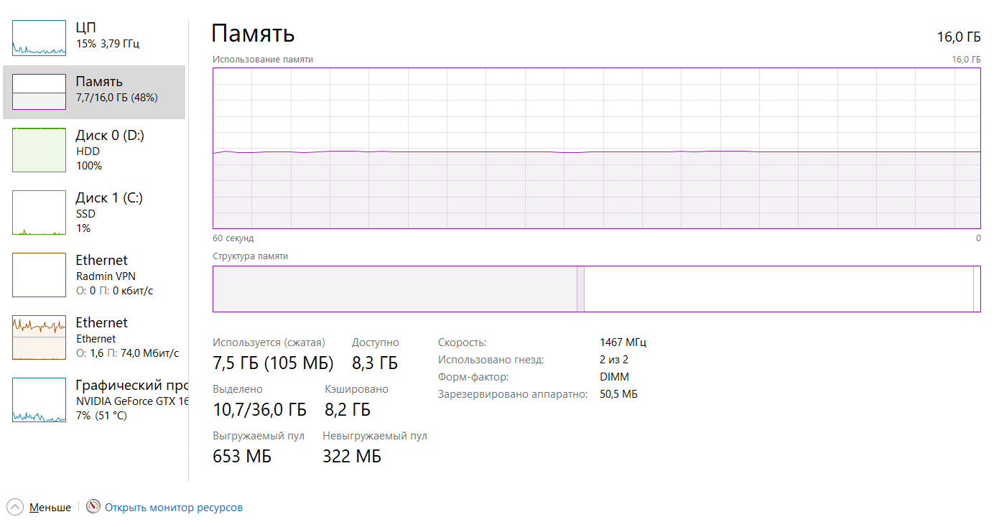 ЦП
15% 3,79 ГГц
Память
7,7/16,0 ГБ (48%)
Диск 0 (D:)
HDD
100%
Диск 1 (C:)
SSD
1%
Ethernet
Radmin VPN
О: 0 П: 0 кбит/с
Ethernet
Ethernet
О: 1,6 П: 74,0 Мбит/с
Графический про
NVIDIA GeForce GTX 16
7% (51 °C)
Память
16,0 ГБ
Использование памяти
16,0 ГБ
60 секунд
0
Структура памяти
Используется (сжатая)
7,5 ГБ (105 МБ)
Доступно
8,3 ГБ
Выделено
10,7/36,0 ГБ
Кэшировано
8,2 ГБ
Выгружаемый пул
653 МБ
Невыгружаемый пул
322 МБ
Скорость: 1467 МГц
Использовано гнезд: 2 из 2
Форм-фактор: DIMM
Зарезервировано аппаратно: 50,5 МБ
Меньше
Открыть монитор ресурсов